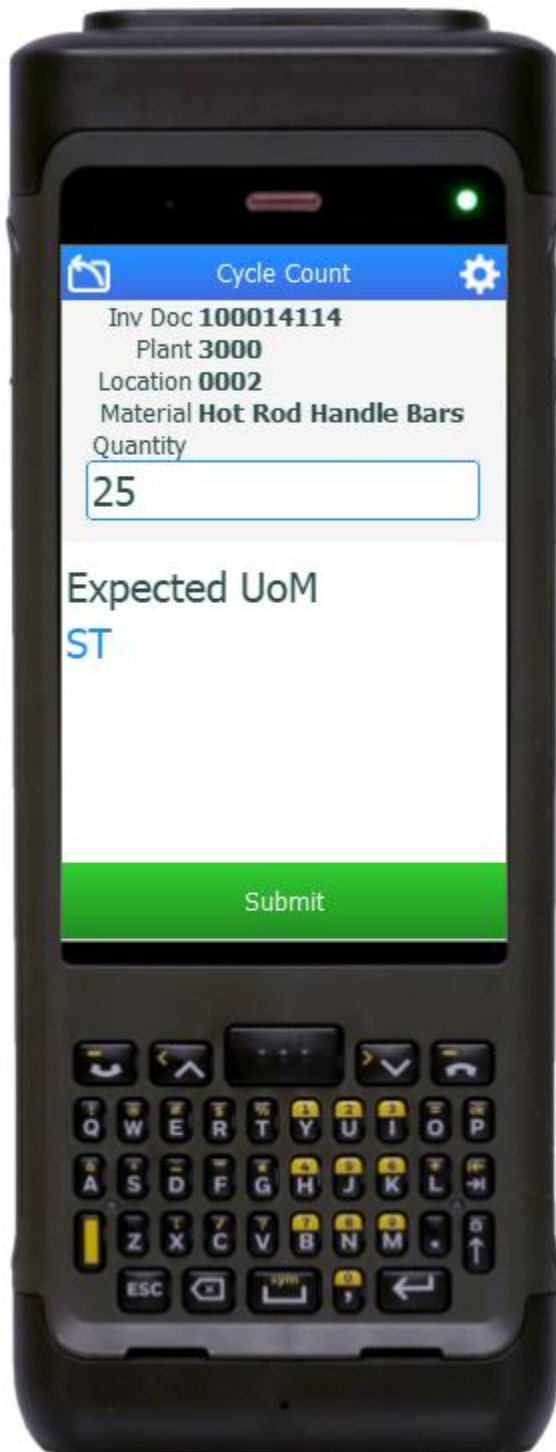 Cycle Count
Inv Doc 100014114
Plant 3000
Location 0002
Material Hot Rod Handle Bars
Quantity
25
Expected UoM
ST
Submit
Q W E R T Y U I O P
A S D F G H J K L
Z X C V B N M .
ESC sym ,